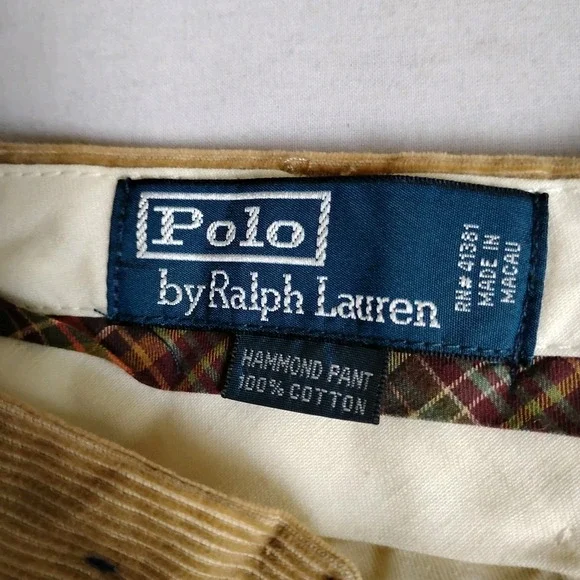 Polo
by Ralph Lauren
RN# 41381
MADE IN
MACAU
HAMMOND PANT
100% COTTON